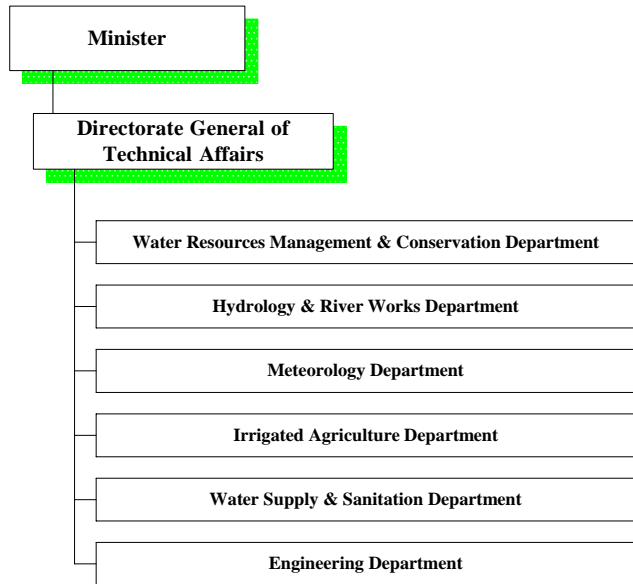 Minister
Directorate General of
Technical Affairs
Water Resources Management & Conservation Department
Hydrology & River Works Department
Meteorology Department
Irrigated Agriculture Department
Water Supply & Sanitation Department
Engineering Department